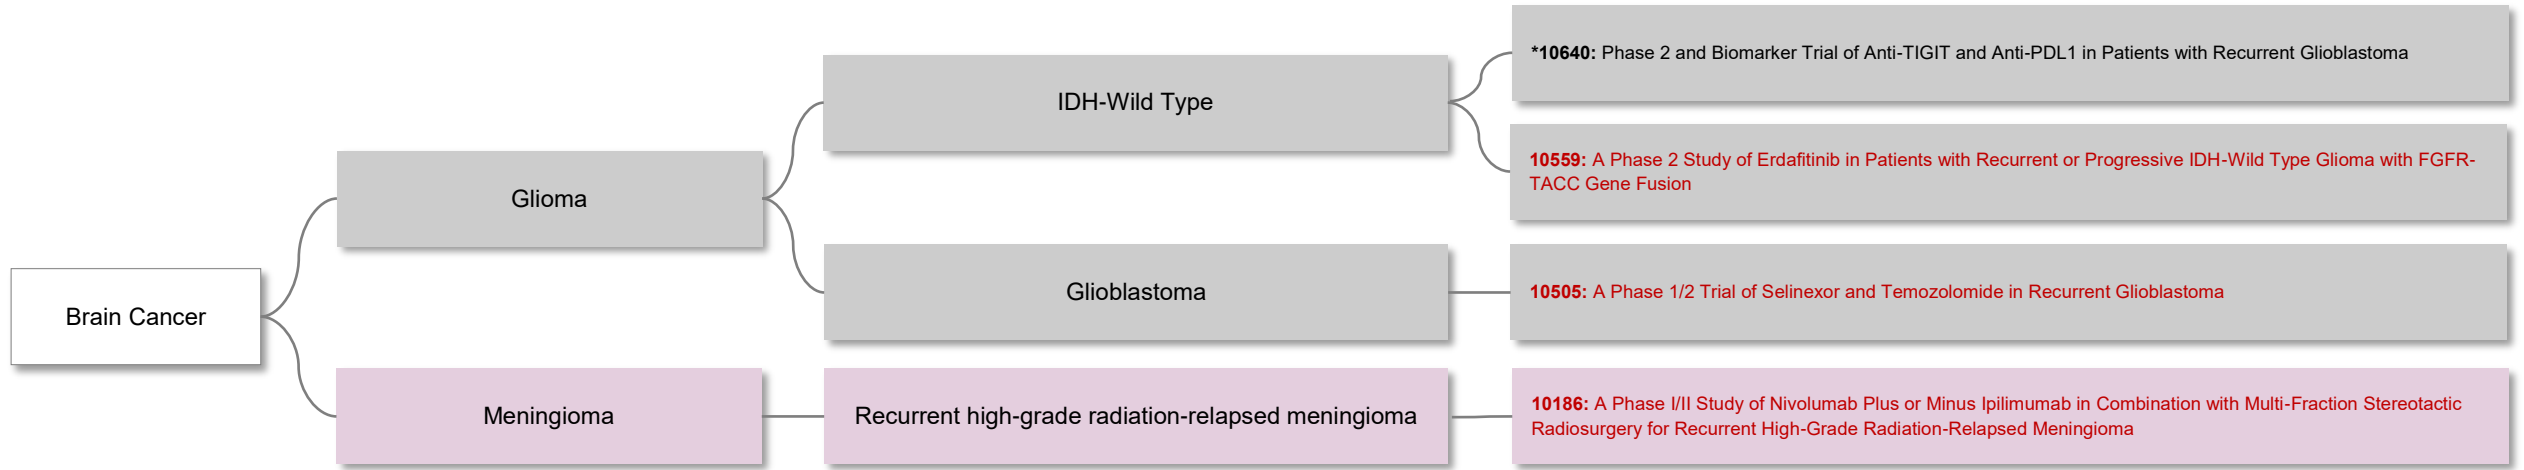 Brain Cancer
Glioma
IDH-Wild Type
*10640: Phase 2 and Biomarker Trial of Anti-TIGIT and Anti-PDL1 in Patients with Recurrent Glioblastoma
10559: A Phase 2 Study of Erdafitinib in Patients with Recurrent or Progressive IDH-Wild Type Glioma with FGFR-
TACC Gene Fusion
Glioblastoma
10505: A Phase 1/2 Trial of Selinexor and Temozolomide in Recurrent Glioblastoma
Meningioma
Recurrent high-grade radiation-relapsed meningioma
10186: A Phase I/II Study of Nivolumab Plus or Minus Ipilimumab in Combination with Multi-Fraction Stereotactic
Radiosurgery for Recurrent High-Grade Radiation-Relapsed Meningioma